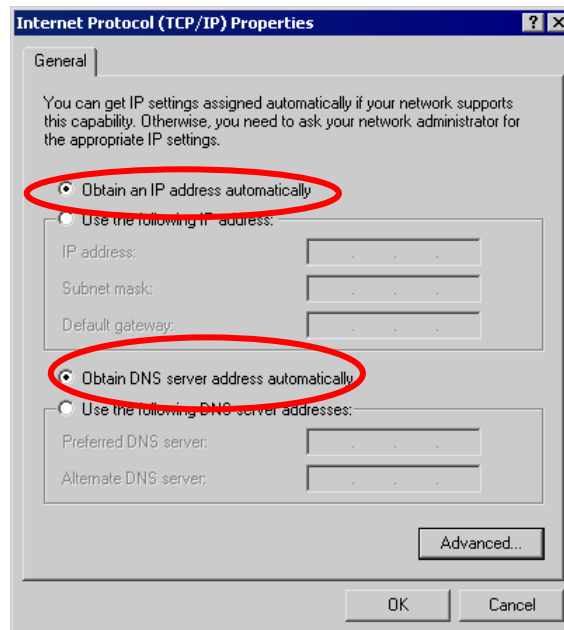 Internet Protocol (TCP/IP) Properties
General
You can get IP settings assigned automatically if your network supports
this capability. Otherwise, you need to ask your network administrator for
the appropriate IP settings.
Obtain an IP address automatically
Use the following IP address:
IP address:
Subnet mask:
Default gateway:
Obtain DNS server address automatically
Use the following DNS server addresses:
Preferred DNS server:
Alternate DNS server:
Advanced...
OK
Cancel